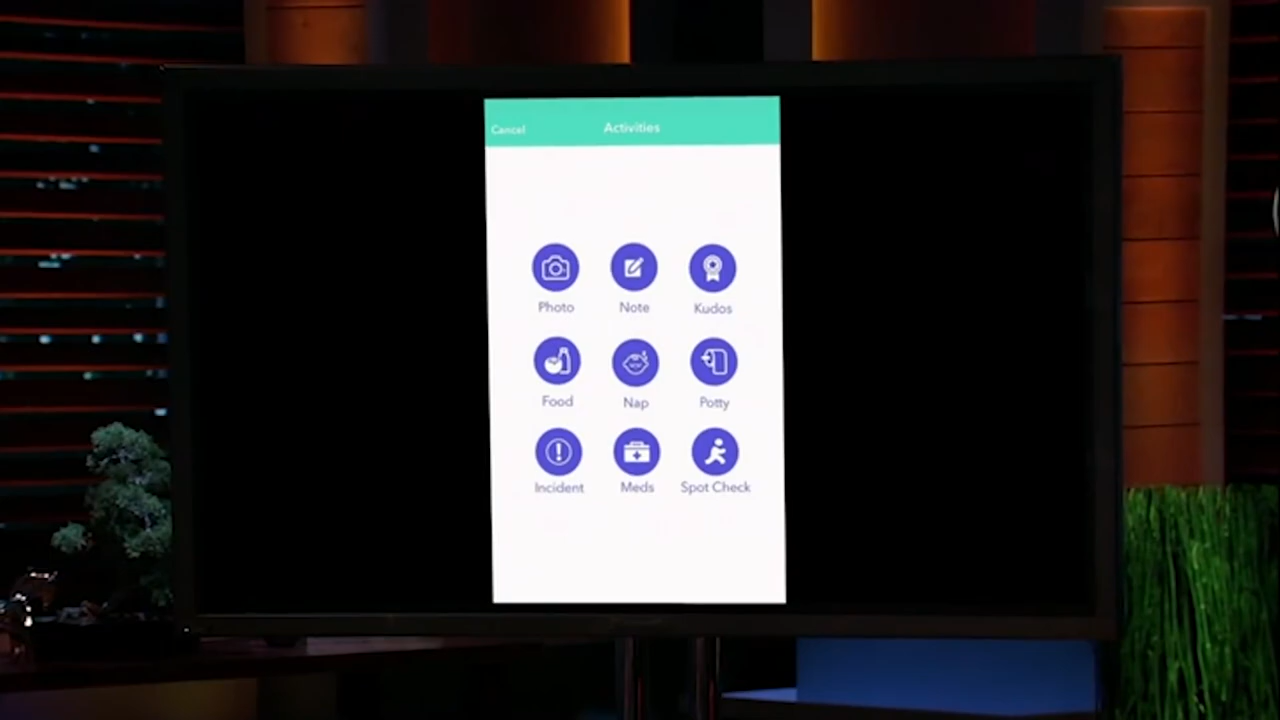 Cancel Activities
Photo Note Kudos
Food Nap Potty
Incident Meds Spot Check